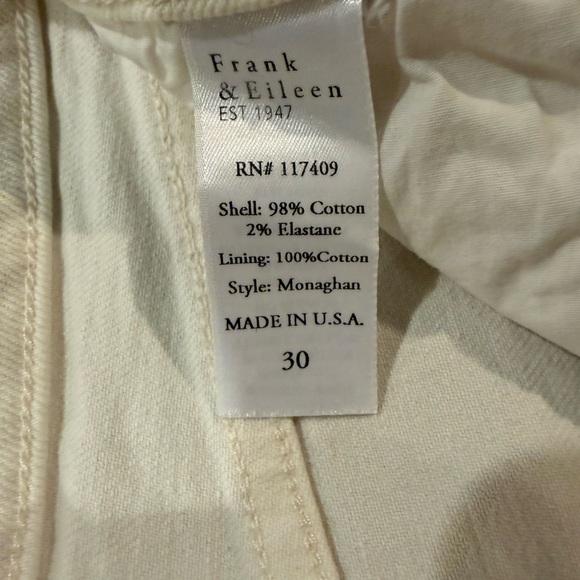 Frank
& Eileen
EST 1947
RN# 117409
Shell: 98% Cotton
2% Elastane
Lining: 100%Cotton
Style: Monaghan
MADE IN U.S.A.
30